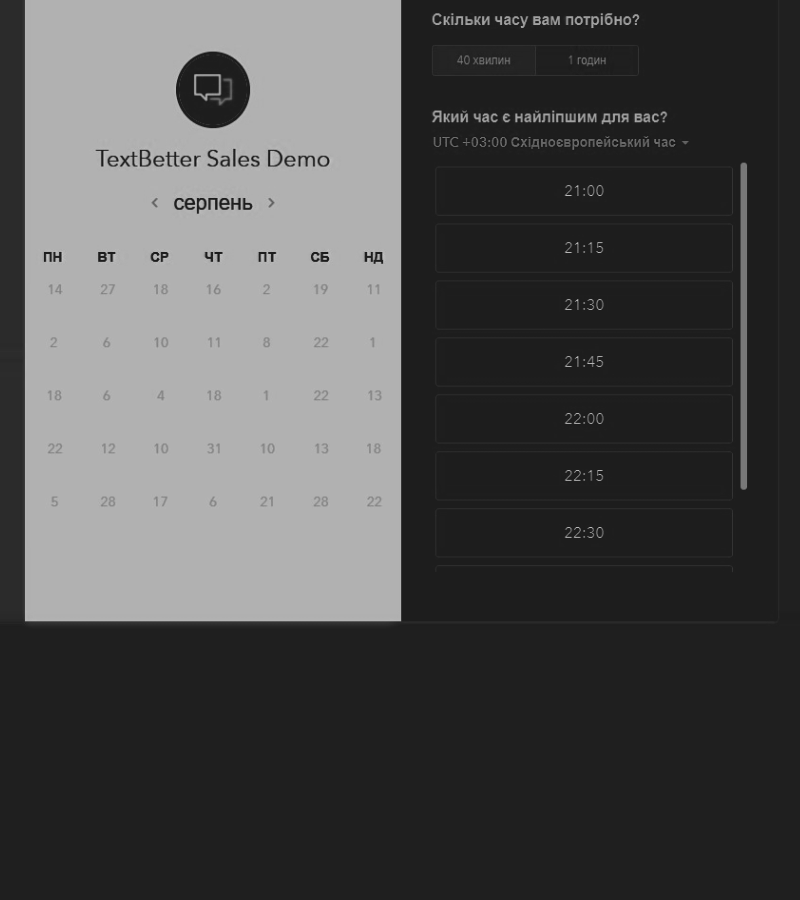 TextBetter Sales Demo
серпень
ПН ВТ СР ЧТ ПТ СБ НД
14 27 18 16 2 19 11
2 6 10 11 8 22 1
18 6 4 18 1 22 13
22 12 10 31 10 13 18
5 28 17 6 21 28 22
Скільки часу вам потрібно?
40 хвилин 1 годин
Який час є найліпшим для вас?
UTC +03:00 Східноєвропейський час
21:00
21:15
21:30
21:45
22:00
22:15
22:30